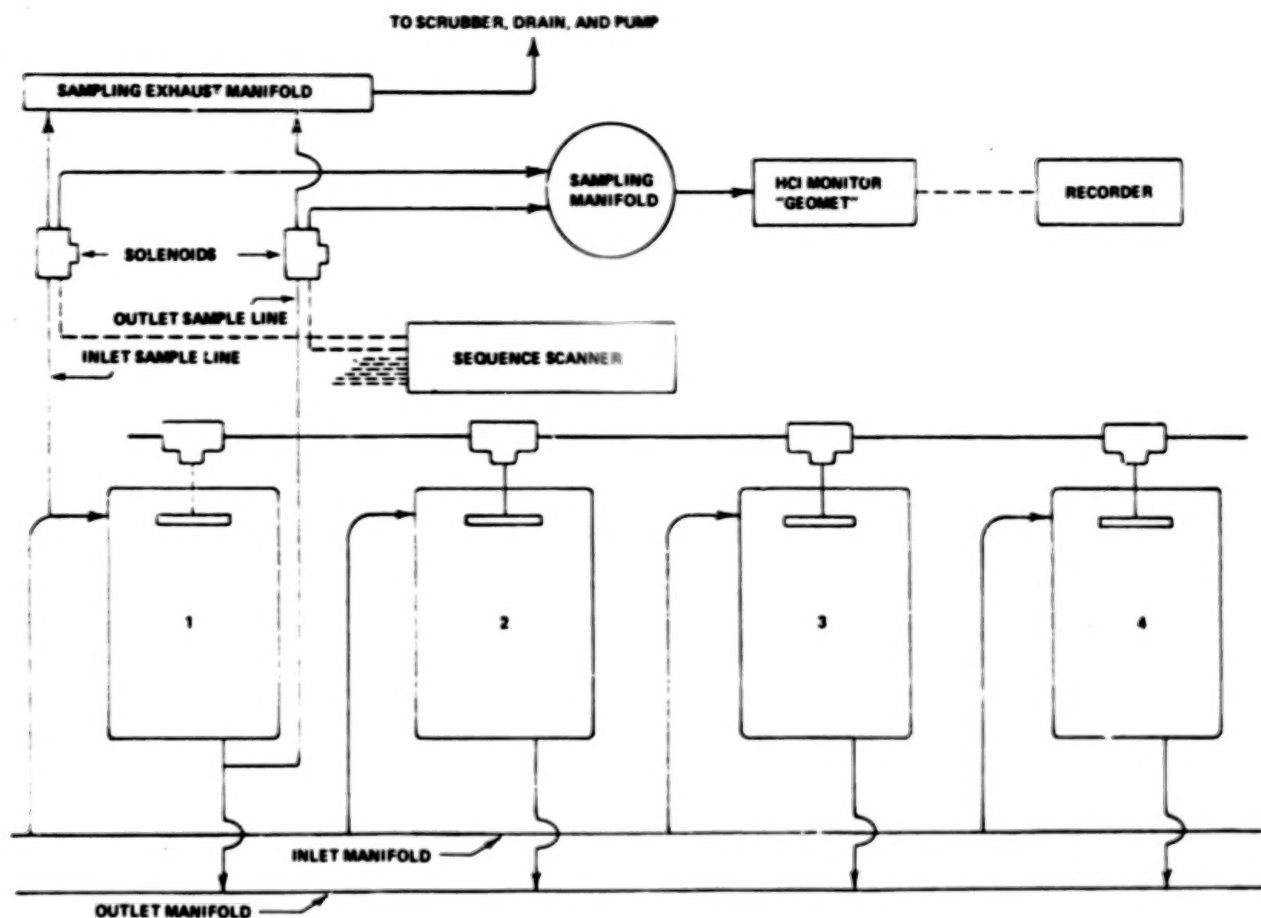 TO SCRUBBER, DRAIN, AND PUMP
SAMPLING EXHAUST MANIFOLD
SAMPLING
MANIFOLD
HCl MONITOR
"GEOMET"
RECORDER
SOLENOIDS
OUTLET SAMPLE LINE
INLET SAMPLE LINE
SEQUENCE SCANNER
1
2
3
4
INLET MANIFOLD
OUTLET MANIFOLD